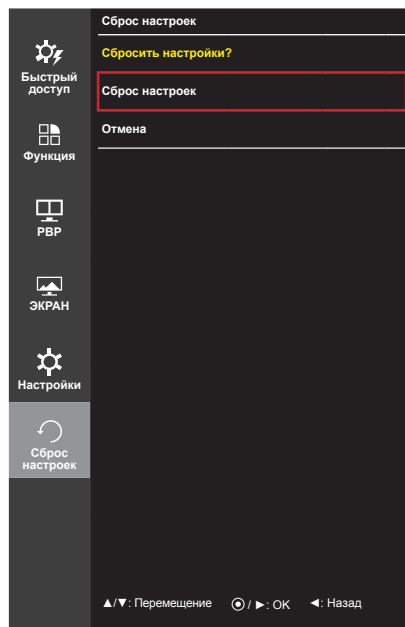 Быстрый
доступ
Функция
PBP
ЭКРАН
Настройки
Сброс
настроек
Сброс настроек
Сбросить настройки?
Сброс настроек
Отмена
▲/▼: Перемещение ⦿/ ►: OK ◄: Назад